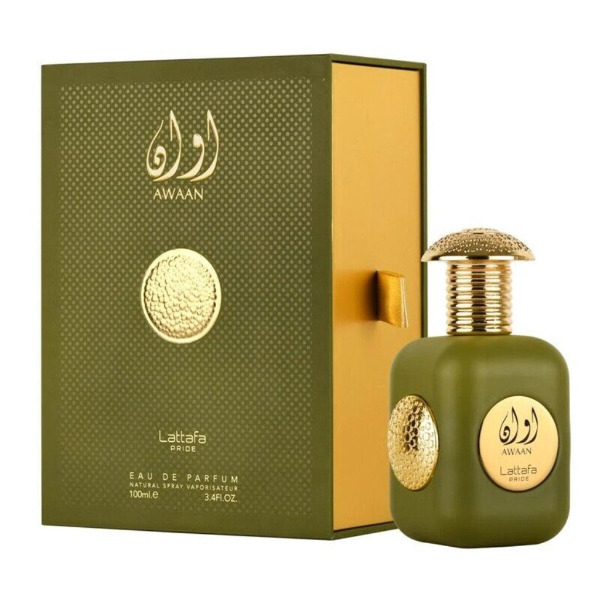 اوان
AWAAN
Lattafa
PRIDE
EAU DE PARFUM
NATURAL SPRAY VAPORISATEUR
100ml.e 3.4FL.OZ.
اوان
AWAAN
Lattafa
PRIDE